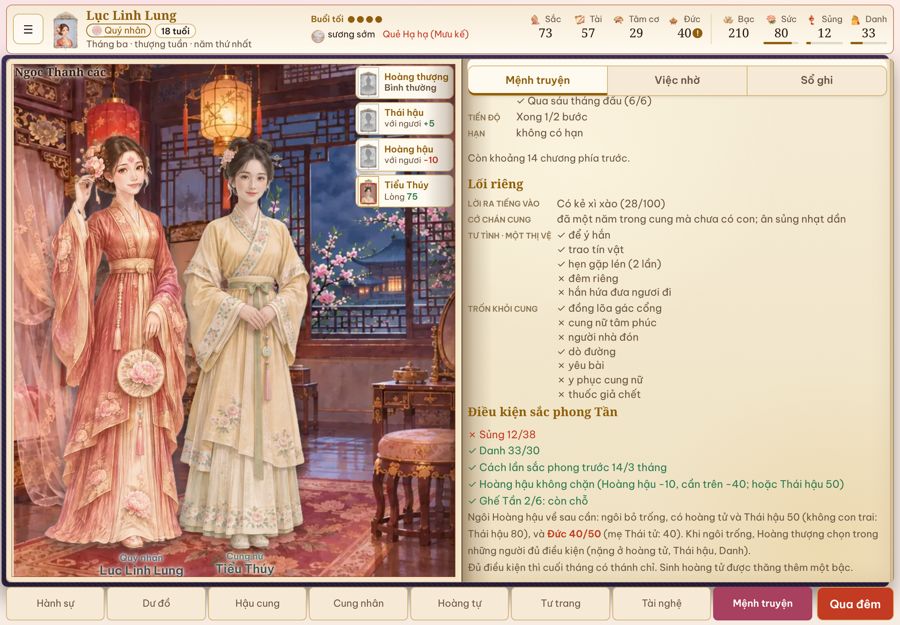 Lục Linh Lung
Quý nhân 18 tuổi
Tháng ba · thượng tuần · năm thứ nhất
Buổi tối
sương sớm Quẻ Hạ hạ (Mưu kế)
Sắc Tài Tâm cơ Đức Bạc Sức Sủng Danh
73 57 29 40 ! 210 80 12 33
Ngọc Thanh các
Hoàng thượng
Bình thường
Thái hậu
với ngươi +5
Hoàng hậu
với ngươi −10
Tiểu Thúy
Lòng 75
Quý nhân
Lục Linh Lung
Cung nữ
Tiểu Thúy
Mệnh truyện Việc nhờ Sổ ghi
✓ Qua sáu tháng đầu (6/6)
TIẾN ĐỘ Xong 1/2 bước
HẠN không có hạn
Còn khoảng 14 chương phía trước.
Lối riêng
LỜI RA TIẾNG VÀO Có kẻ xì xào (28/100)
CỚ CHÁN CUNG đã một năm trong cung mà chưa có con; ân sủng nhạt dần
TƯ TÌNH · MỘT THỊ VỆ ✓ để ý hắn
✓ trao tín vật
✓ hẹn gặp lén (2 lần)
× đêm riêng
× hắn hứa đưa ngươi đi
TRỐN KHỎI CUNG ✓ đồng lõa gác cổng
× cung nữ tâm phúc
× người nhà đón
✓ dò đường
× yêu bài
× y phục cung nữ
× thuốc giả chết
Điều kiện sắc phong Tần
× Sủng 12/38
✓ Danh 33/30
✓ Cách lần sắc phong trước 14/3 tháng
✓ Hoàng hậu không chặn (Hoàng hậu -10, cần trên -40; hoặc Thái hậu 50)
✓ Ghế Tần 2/6: còn chỗ
Ngôi Hoàng hậu về sau cần: ngôi bỏ trống, có hoàng tử và Thái hậu 50 (không con trai:
Thái hậu 80), và Đức 40/50 (mẹ Thái tử: 40). Khi ngôi trống, Hoàng thượng chọn trong
những người đủ điều kiện (nặng ở hoàng tử, Thái hậu, Danh).
Đủ điều kiện thì cuối tháng có thánh chỉ. Sinh hoàng tử được thăng thêm một bậc.
Hành sự Dư đồ Hậu cung Cung nhân Hoàng tự Tư trang Tài nghệ Mệnh truyện Qua đêm